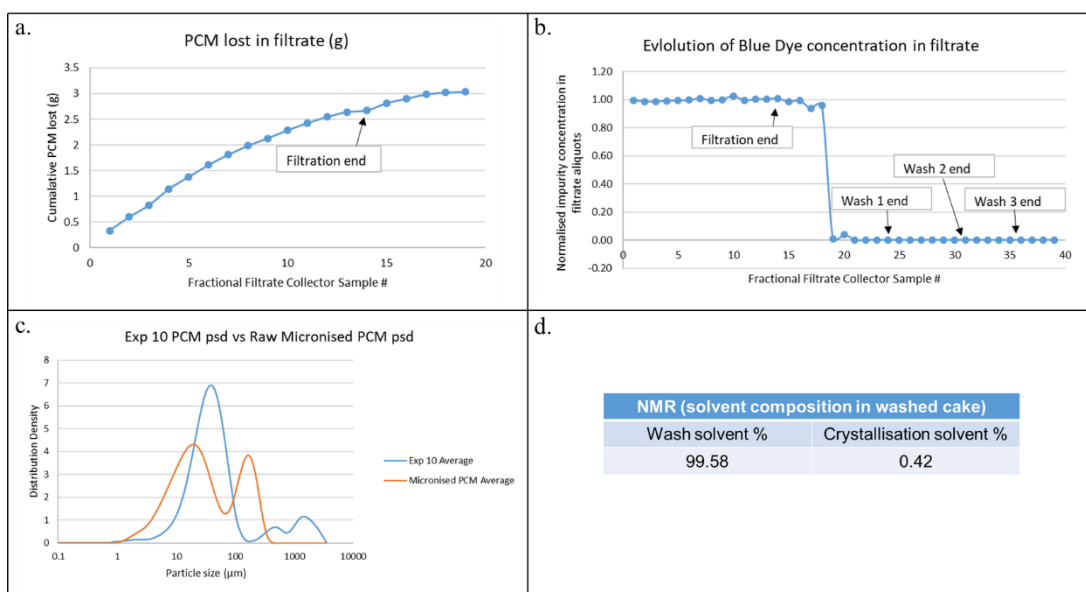 a.
PCM lost in filtrate (g)
Cumalative PCM lost (g)
3.5
3
2.5
2
1.5
1
0.5
0
Filtration end
0 5 10 15 20
Fractional Filtrate Collector Sample #
b.
Evlolution of Blue Dye concentration in filtrate
Normalised impurity concentration in
filtrate aliquots
1.20
1.00
0.80
0.60
0.40
0.20
0.00
-0.20
Filtration end
Wash 2 end
Wash 1 end
Wash 3 end
0 5 10 15 20 25 30 35 40
Fractional Filtrate Collector Sample #
c.
Exp 10 PCM psd vs Raw Micronised PCM psd
Distribution Density
8
7
6
5
4
3
2
1
0
Exp 10 Average
Micronised PCM Average
0.1 1 10 100 1000 10000
Particle size (µm)
d.
NMR (solvent composition in washed cake)
Wash solvent % Crystallisation solvent %
99.58 0.42